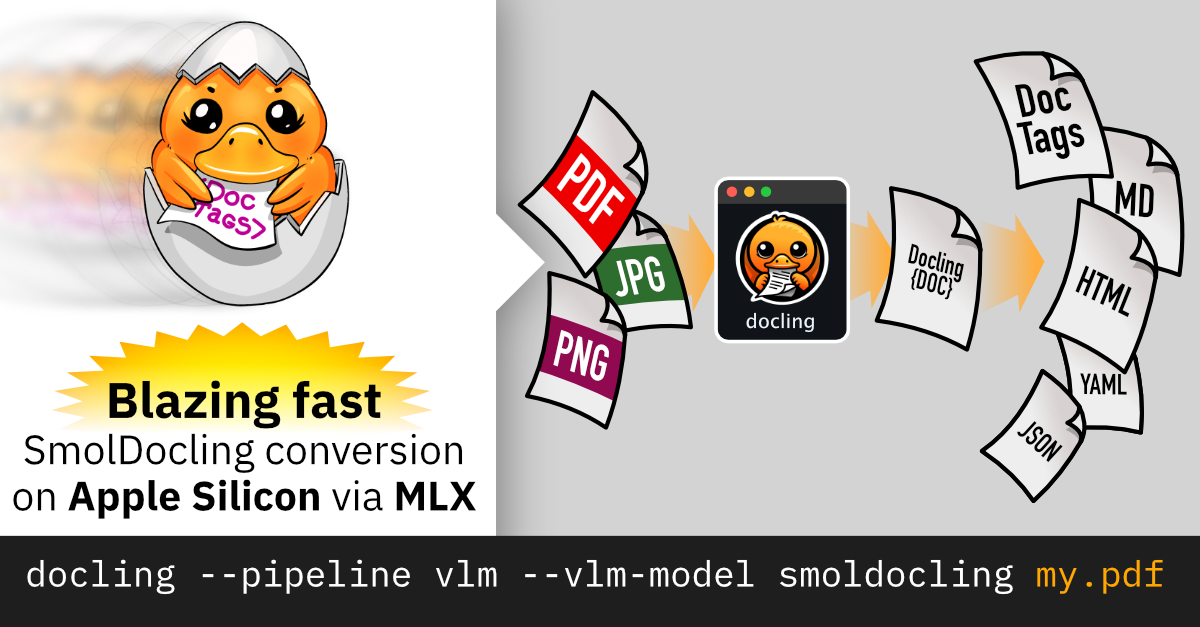 <Doc
Tags>
Blazing fast
SmolDocling conversion
on Apple Silicon via MLX
PDF
JPG
PNG
docling
Docling
{DOC}
Doc
Tags
MD
HTML
YAML
JSON
docling --pipeline vlm --vlm-model smoldocling my.pdf